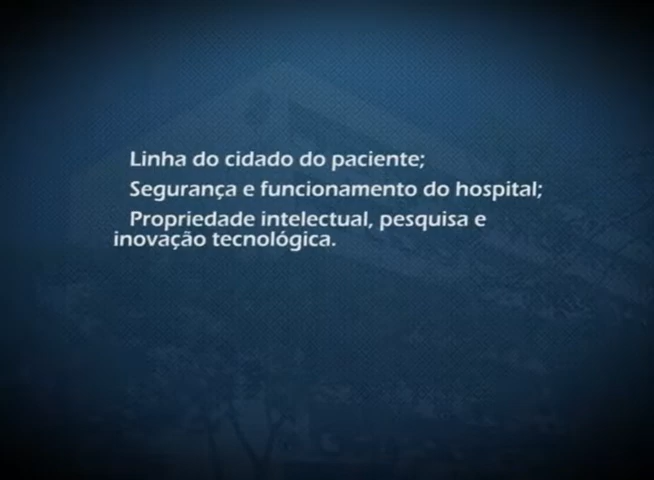 Linha do cidado do paciente;
Segurança e funcionamento do hospital;
Propriedade intelectual, pesquisa e
inovação tecnológica.